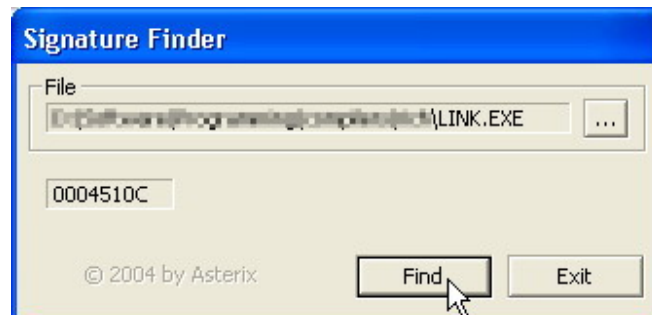 Signature Finder
File
\LINK.EXE ...
0004510C
© 2004 by Asterix Find Exit